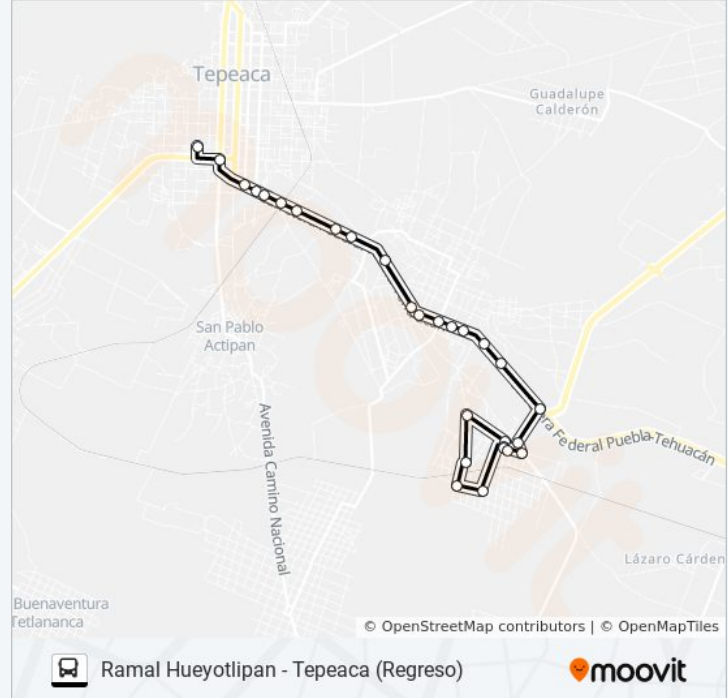 Tepeaca
Guadalupe
Calderón
San Pablo
Actipan
Avenida Camino Nacional
ra Federal Puebla-Tehuacán
Lázaro Cárden
Buenaventura
Tetlananca
© OpenStreetMap contributors | © OpenMapTiles
Ramal Hueyotlipan - Tepeaca (Regreso)
moovit